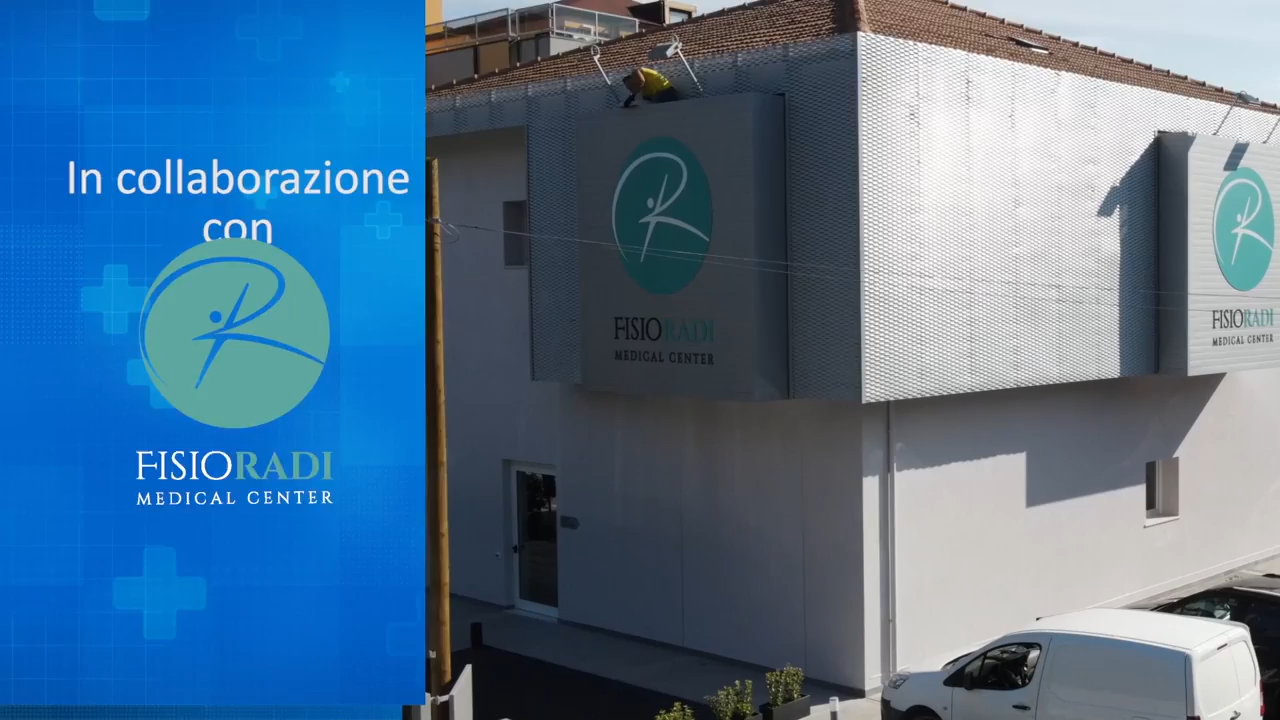 In collaborazione
con
FISIORADI
MEDICAL CENTER
FISIORADI
MEDICAL CENTER
FISIORADI
MEDICAL CENTER